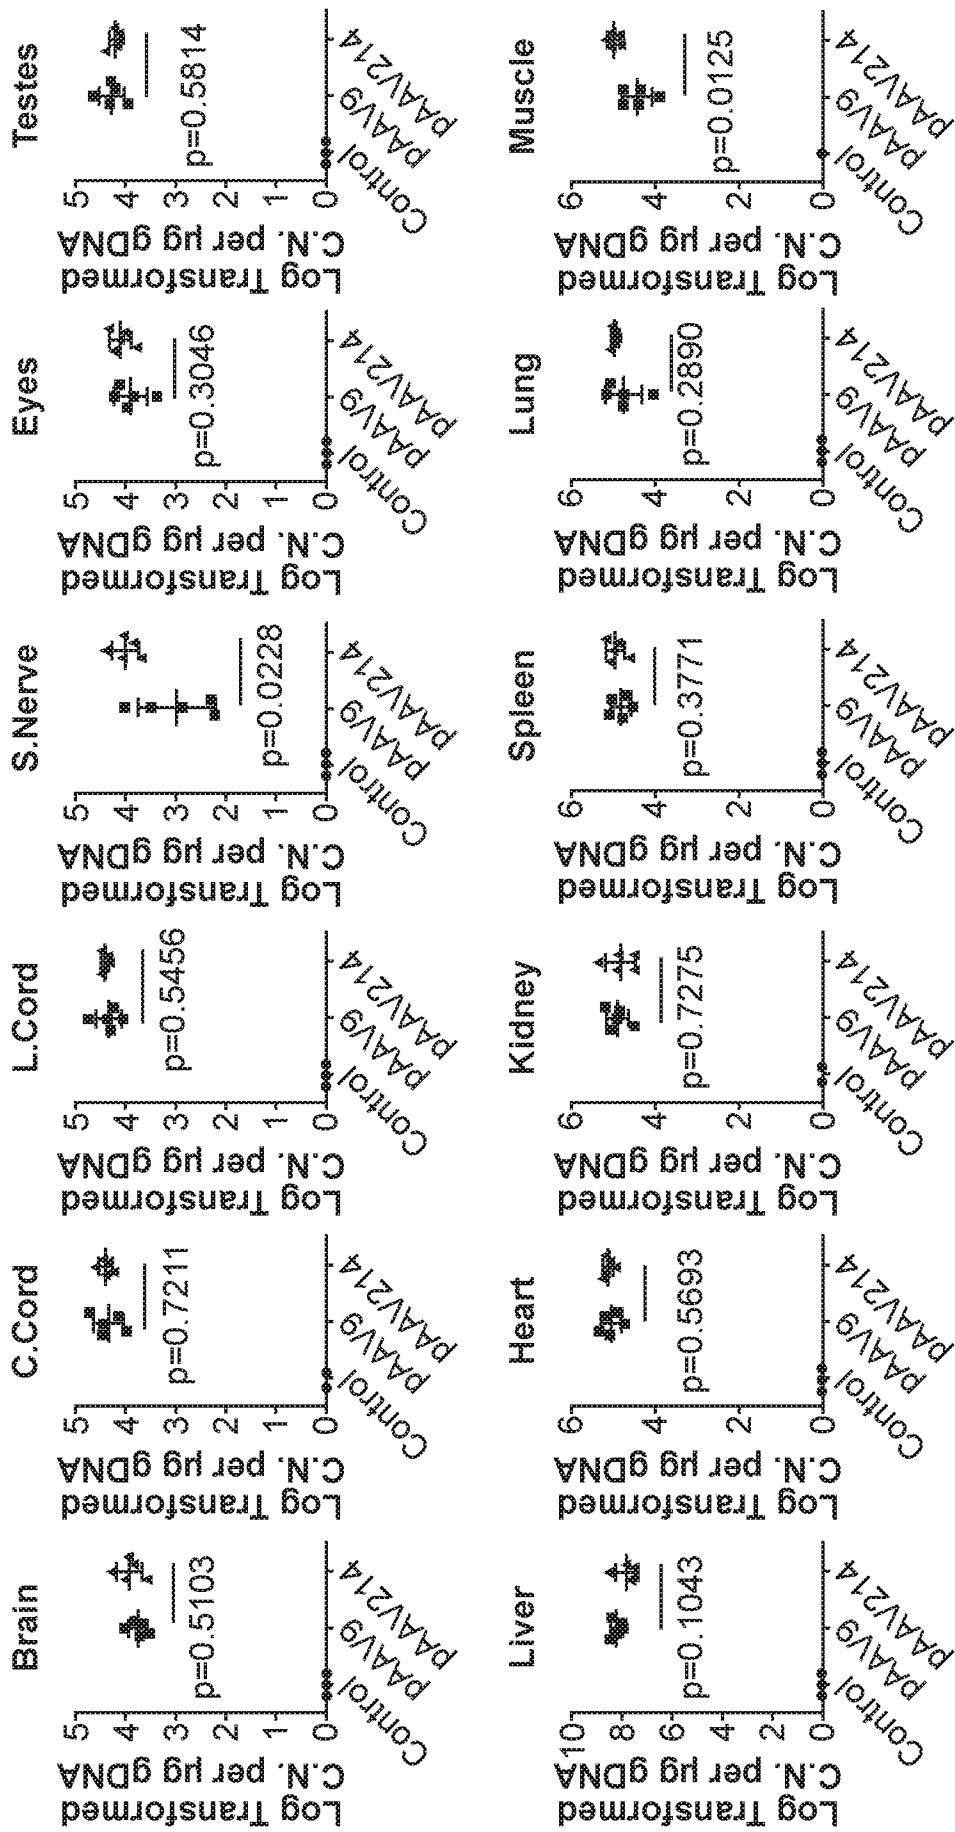 Brain
Log Transformed
C.N. per µg gDNA
5
4
3
2
1
0
p=0.5103
Control
pAAV9
pAAV214
C.Cord
Log Transformed
C.N. per µg gDNA
5
4
3
2
1
0
p=0.7211
Control
pAAV9
pAAV214
L.Cord
Log Transformed
C.N. per µg gDNA
5
4
3
2
1
0
p=0.5456
Control
pAAV9
pAAV214
S.Nerve
Log Transformed
C.N. per µg gDNA
5
4
3
2
1
0
p=0.0228
Control
pAAV9
pAAV214
Eyes
Log Transformed
C.N. per µg gDNA
5
4
3
2
1
0
p=0.3046
Control
pAAV9
pAAV214
Testes
Log Transformed
C.N. per µg gDNA
5
4
3
2
1
0
p=0.5814
Control
pAAV9
pAAV214
Liver
Log Transformed
C.N. per µg gDNA
10
8
6
4
2
0
p=0.1043
Control
pAAV9
pAAV214
Heart
Log Transformed
C.N. per µg gDNA
6
4
2
0
p=0.5693
Control
pAAV9
pAAV214
Kidney
Log Transformed
C.N. per µg gDNA
6
4
2
0
p=0.7275
Control
pAAV9
pAAV214
Spleen
Log Transformed
C.N. per µg gDNA
6
4
2
0
p=0.3771
Control
pAAV9
pAAV214
Lung
Log Transformed
C.N. per µg gDNA
6
4
2
0
p=0.2890
Control
pAAV9
pAAV214
Muscle
Log Transformed
C.N. per µg gDNA
6
4
2
0
p=0.0125
Control
pAAV9
pAAV214